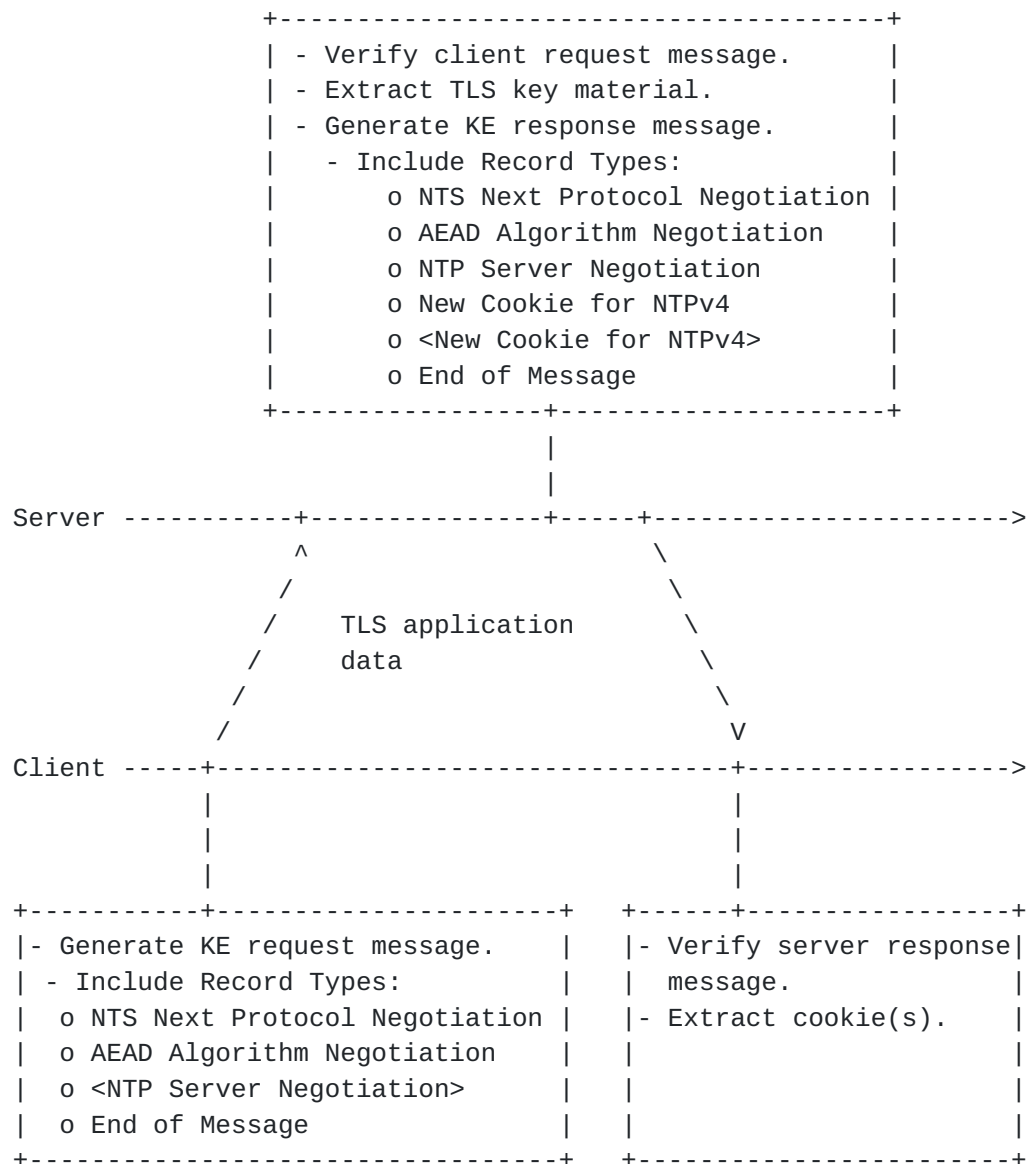 - Verify client request message.
- Extract TLS key material.
- Generate KE response message.
- Include Record Types:
o NTS Next Protocol Negotiation
o AEAD Algorithm Negotiation
o NTP Server Negotiation
o New Cookie for NTPv4
o <New Cookie for NTPv4>
o End of Message
Server
TLS application
data
Client
- Generate KE request message.
- Include Record Types:
o NTS Next Protocol Negotiation
o AEAD Algorithm Negotiation
o <NTP Server Negotiation>
o End of Message
- Verify server response
message.
- Extract cookie(s).